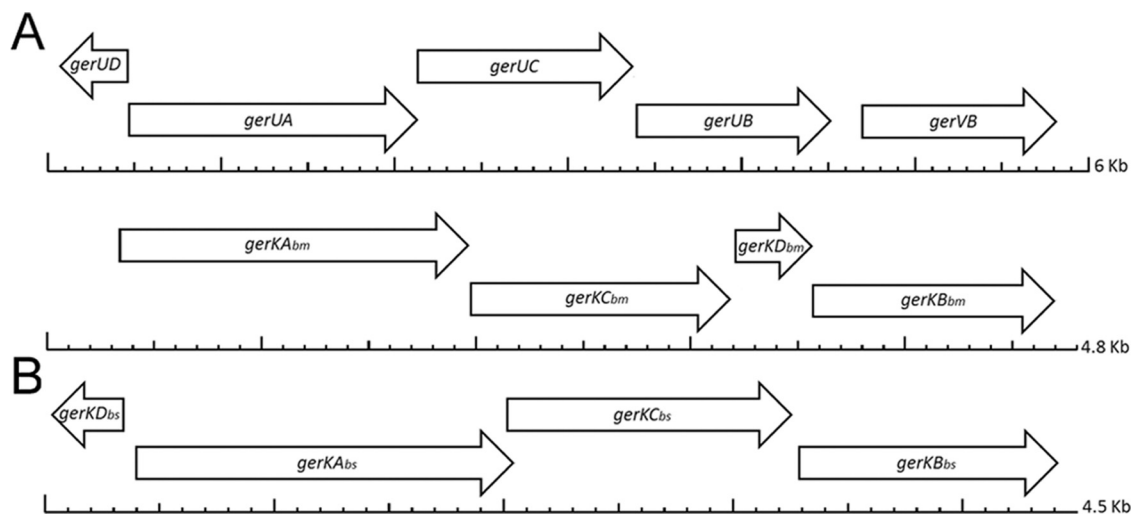 A
gerUD
gerUC
gerUA
gerUB
gerVB
6 Kb
gerKAbm
gerKDbm
gerKCbm
gerKBbm
4.8 Kb
B
gerKDbs
gerKCbs
gerKAbs
gerKBbs
4.5 Kb